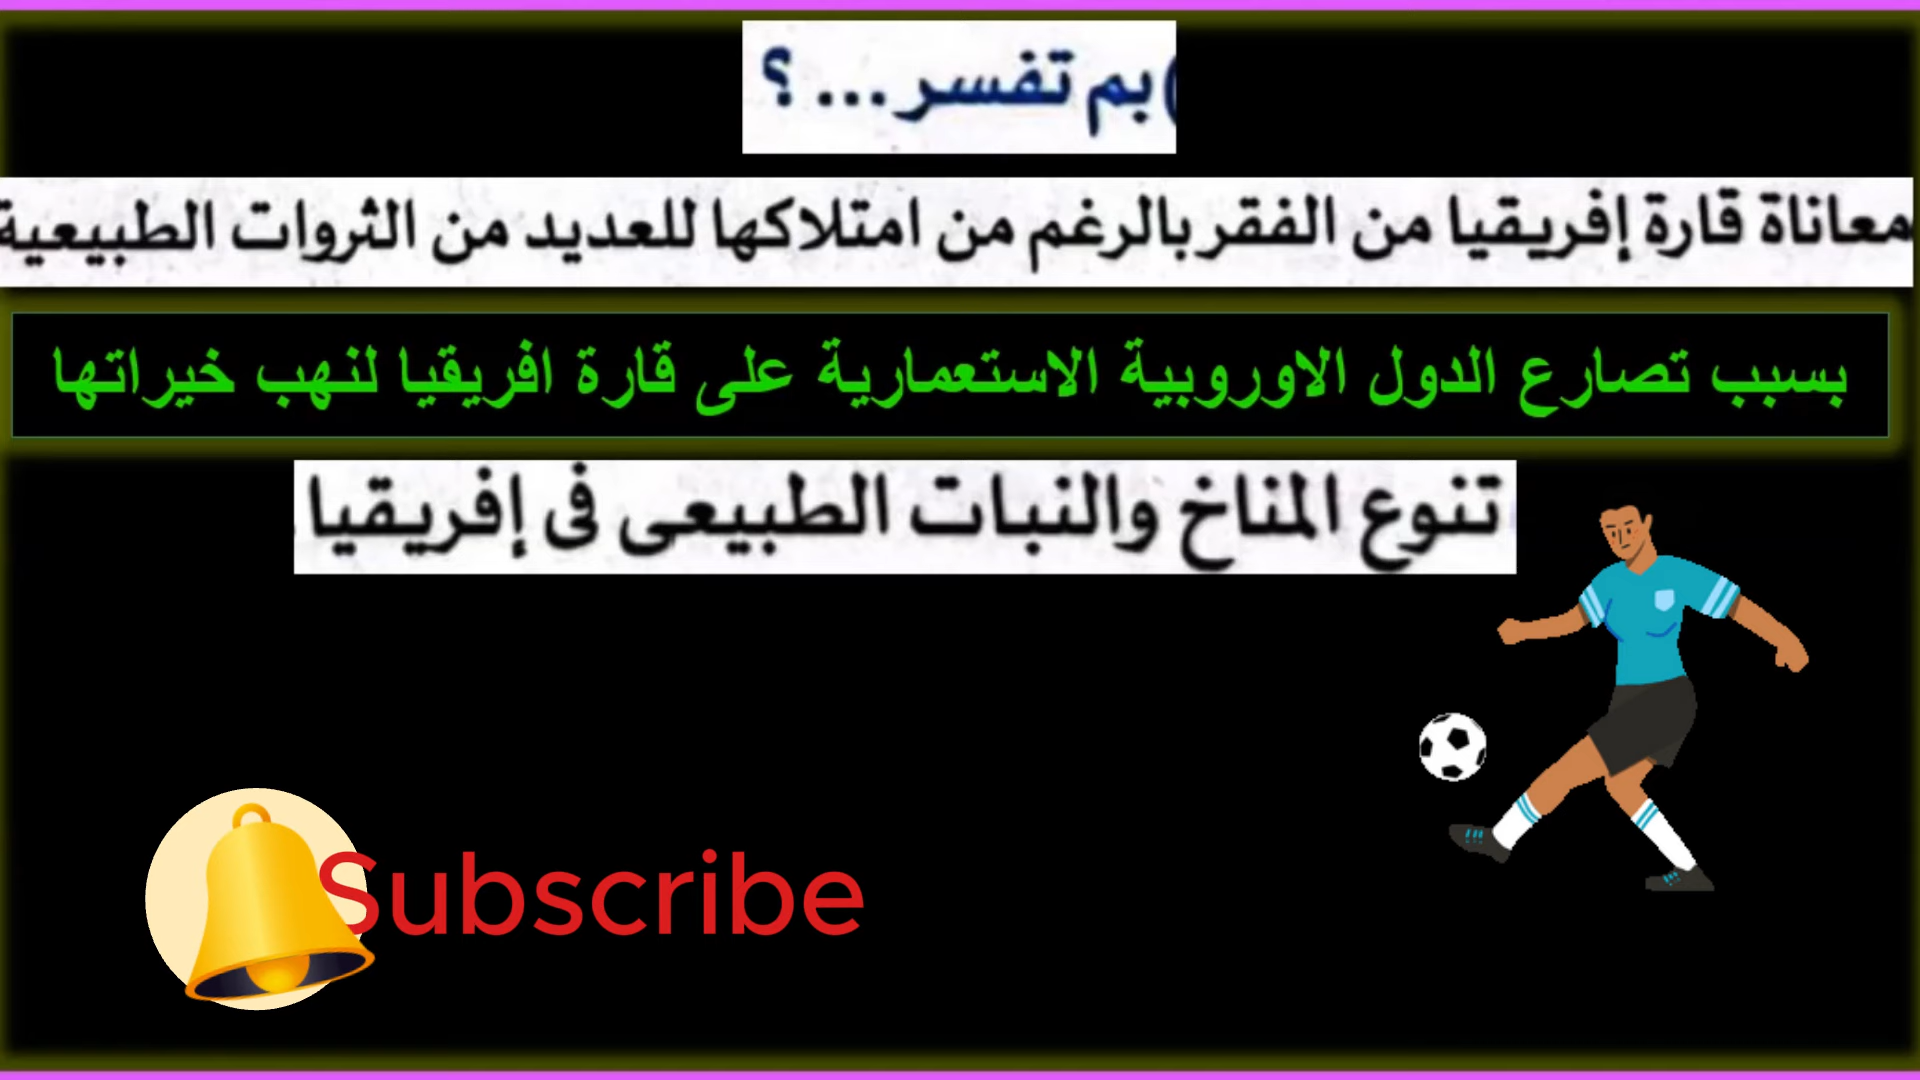 ) بم تفسر... ؟
معاناة قارة إفريقيا من الفقر بالرغم من امتلاكها للعديد من الثروات الطبيعية
بسبب تصارع الدول الاوروبية الاستعمارية على قارة افريقيا لنهب خيراتها
تنوع المناخ والنبات الطبيعى فى إفريقيا
Subscribe